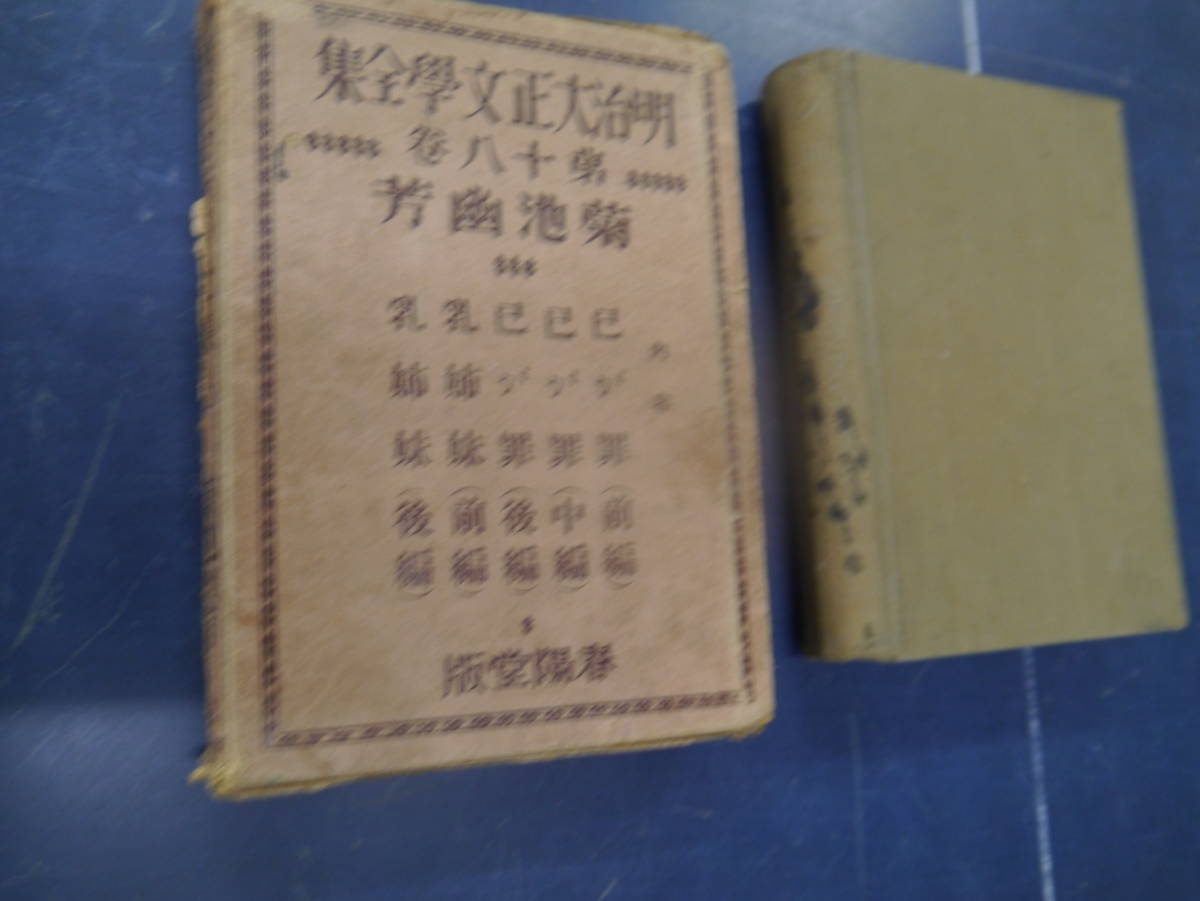 明治大正文學全集
第十八卷
菊池幽芳
內容
己が罪(前編)
己が罪(中編)
己が罪(後編)
乳姉妹(前編)
乳姉妹(後編)
春陽堂版